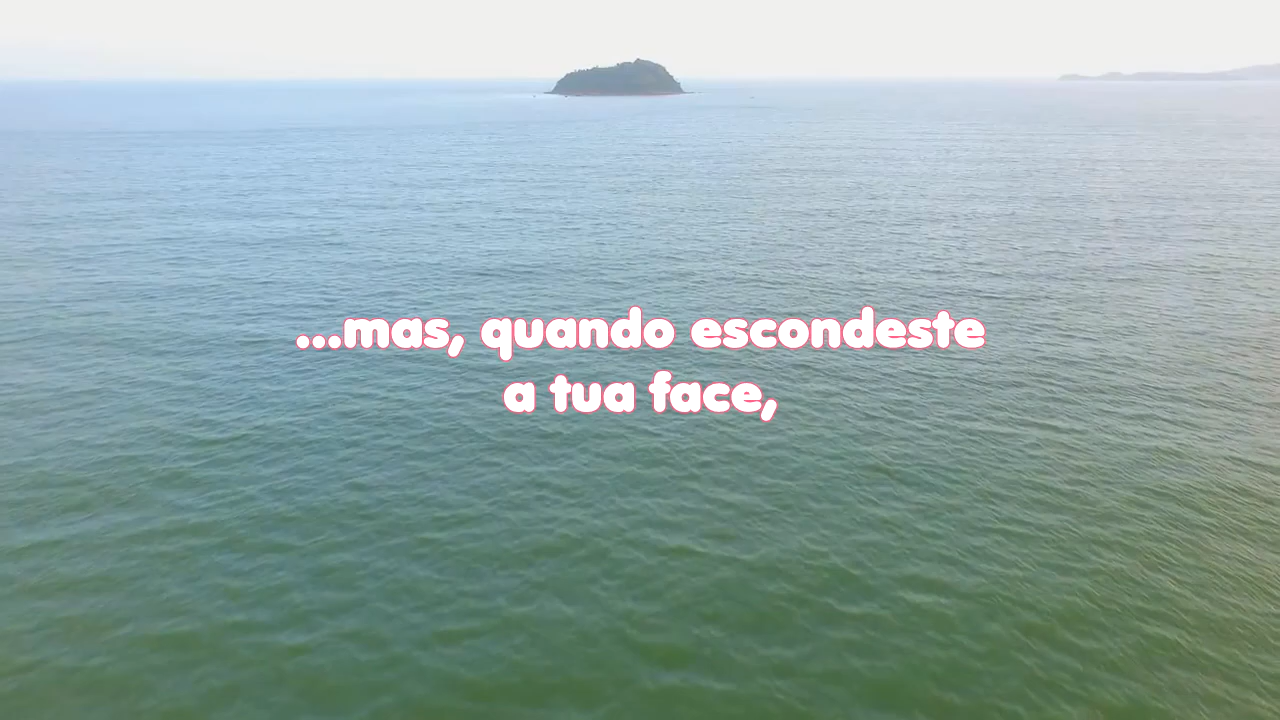 ...mas, quando escondeste
a tua face,